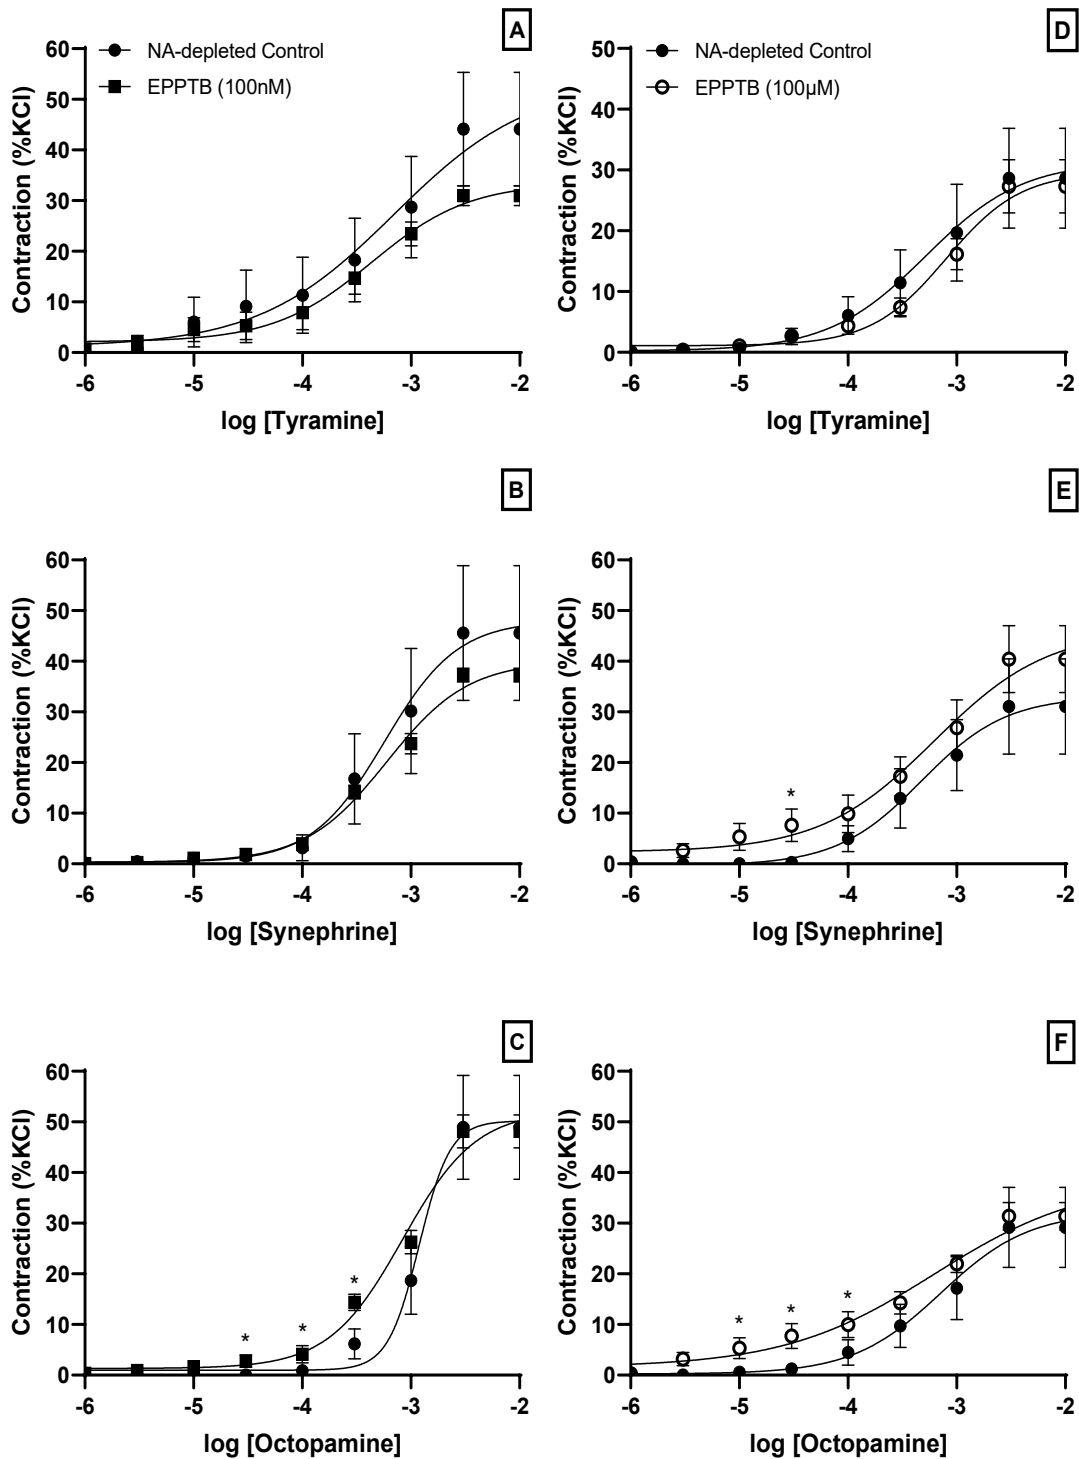 A
NA-depleted Control
EPPTB (100nM)
Contraction (%KCl)
60
50
40
30
20
10
0
-6 -5 -4 -3 -2
log [Tyramine]
D
NA-depleted Control
EPPTB (100µM)
Contraction (%KCl)
50
40
30
20
10
0
-6 -5 -4 -3 -2
log [Tyramine]
B
Contraction (%KCl)
60
50
40
30
20
10
0
-6 -5 -4 -3 -2
log [Synephrine]
E
Contraction (%KCl)
60
50
40
30
20
10
0
*
-6 -5 -4 -3 -2
log [Synephrine]
C
Contraction (%KCl)
60
50
40
30
20
10
0
* * *
-6 -5 -4 -3 -2
log [Octopamine]
F
Contraction (%KCl)
60
50
40
30
20
10
0
* * *
-6 -5 -4 -3 -2
log [Octopamine]